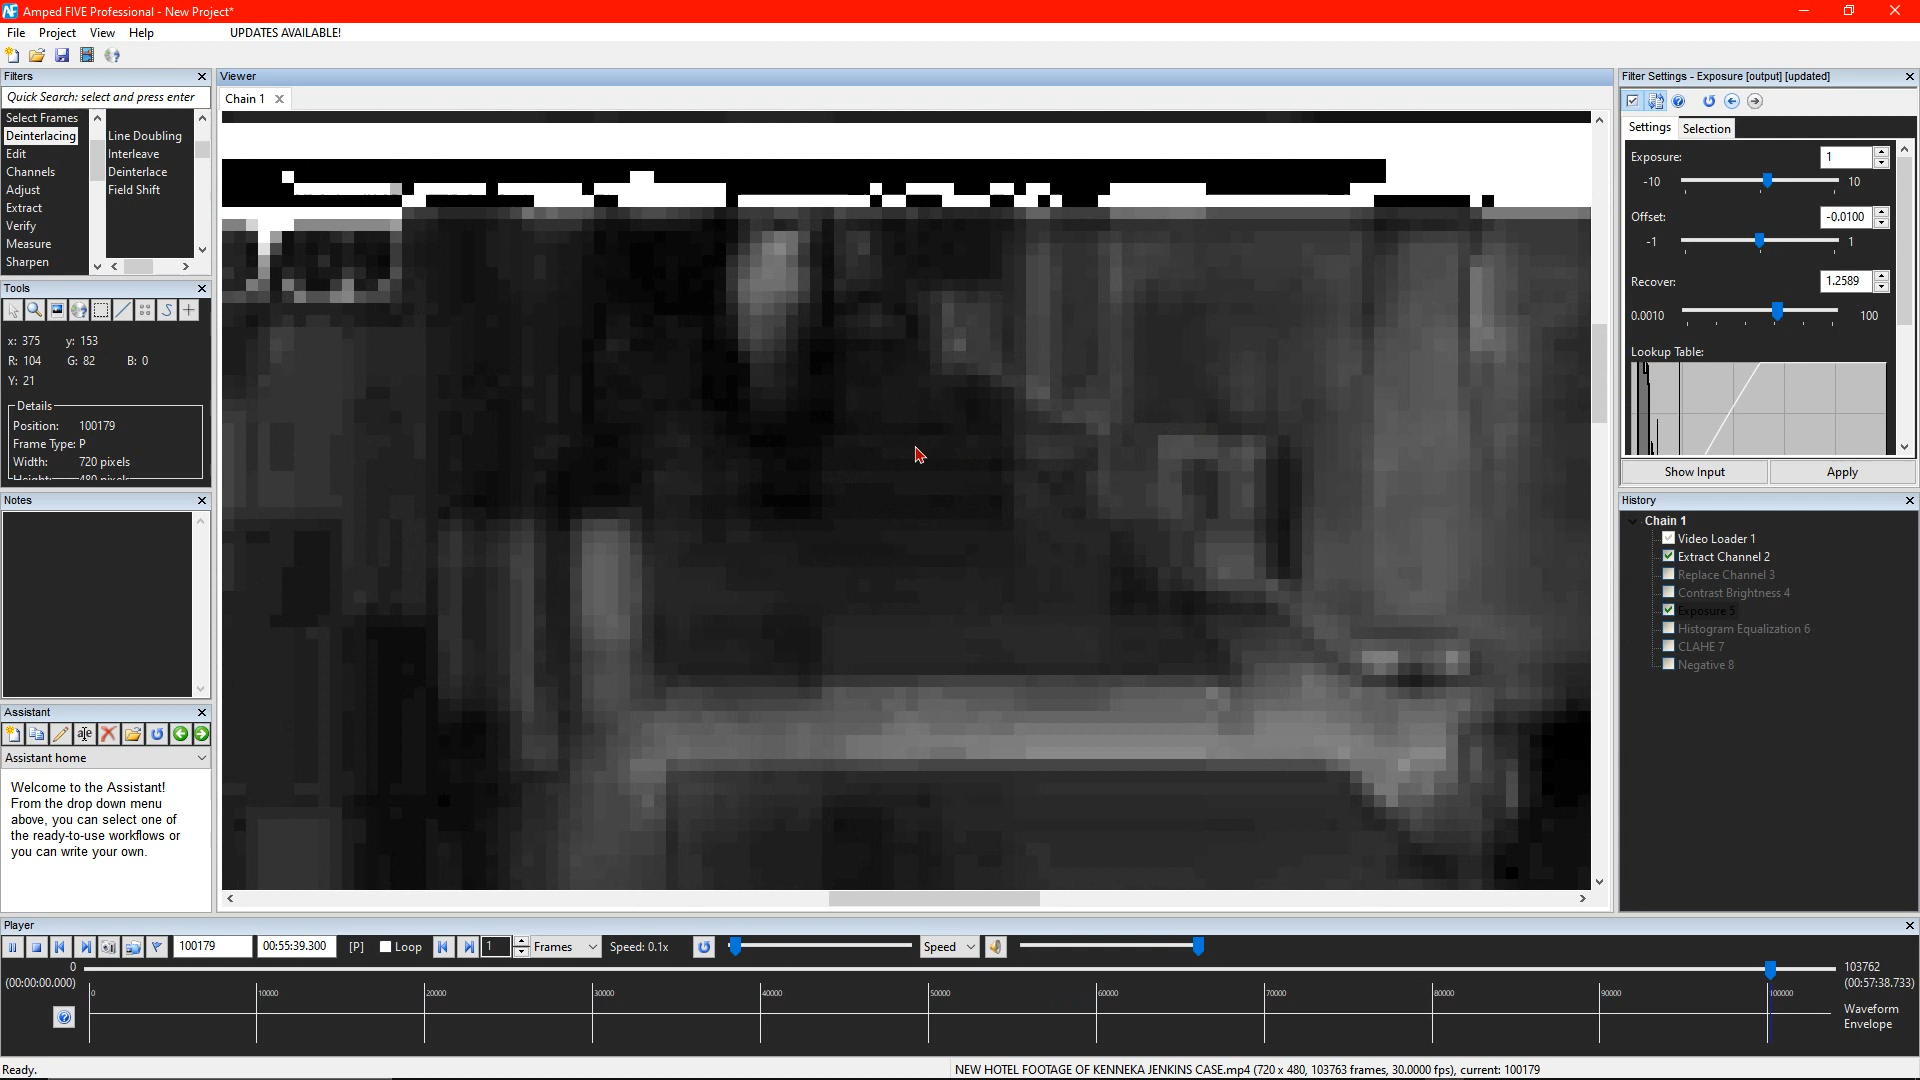 Amped FIVE Professional - New Project*
File Project View Help UPDATES AVAILABLE!
Filters
Quick Search: select and press enter
Select Frames
Deinterlacing
Edit
Channels
Adjust
Extract
Verify
Measure
Sharpen
Line Doubling
Interleave
Deinterlace
Field Shift
Tools
x: 375 y: 153
R: 104 G: 82 B: 0
Y: 21
Details
Position: 100179
Frame Type: P
Width: 720 pixels
Height: 480 pixels
Notes
Assistant
Assistant home
Welcome to the Assistant!
From the drop down menu
above, you can select one of
the ready-to-use workflows or
you can write your own.
Viewer
Chain 1
Filter Settings - Exposure [output] [updated]
Settings Selection
Exposure: 1
-10 10
Offset: -0.0100
-1 1
Recover: 1.2589
0.0010 100
Lookup Table:
Show Input Apply
History
Chain 1
Video Loader 1
Extract Channel 2
Replace Channel 3
Contrast Brightness 4
Exposure 5
Histogram Equalization 6
CLAHE 7
Negative 8
Player
100179 00:55:39.300 [P] Loop 1 Frames Speed: 0.1x Speed
0 103762
(00:00:00.000) (00:57:38.733)
0 10000 20000 30000 40000 50000 60000 70000 80000 90000 100000
Waveform
Envelope
Ready. NEW HOTEL FOOTAGE OF KENNEKA JENKINS CASE.mp4 (720 x 480, 103763 frames, 30.0000 fps), current: 100179